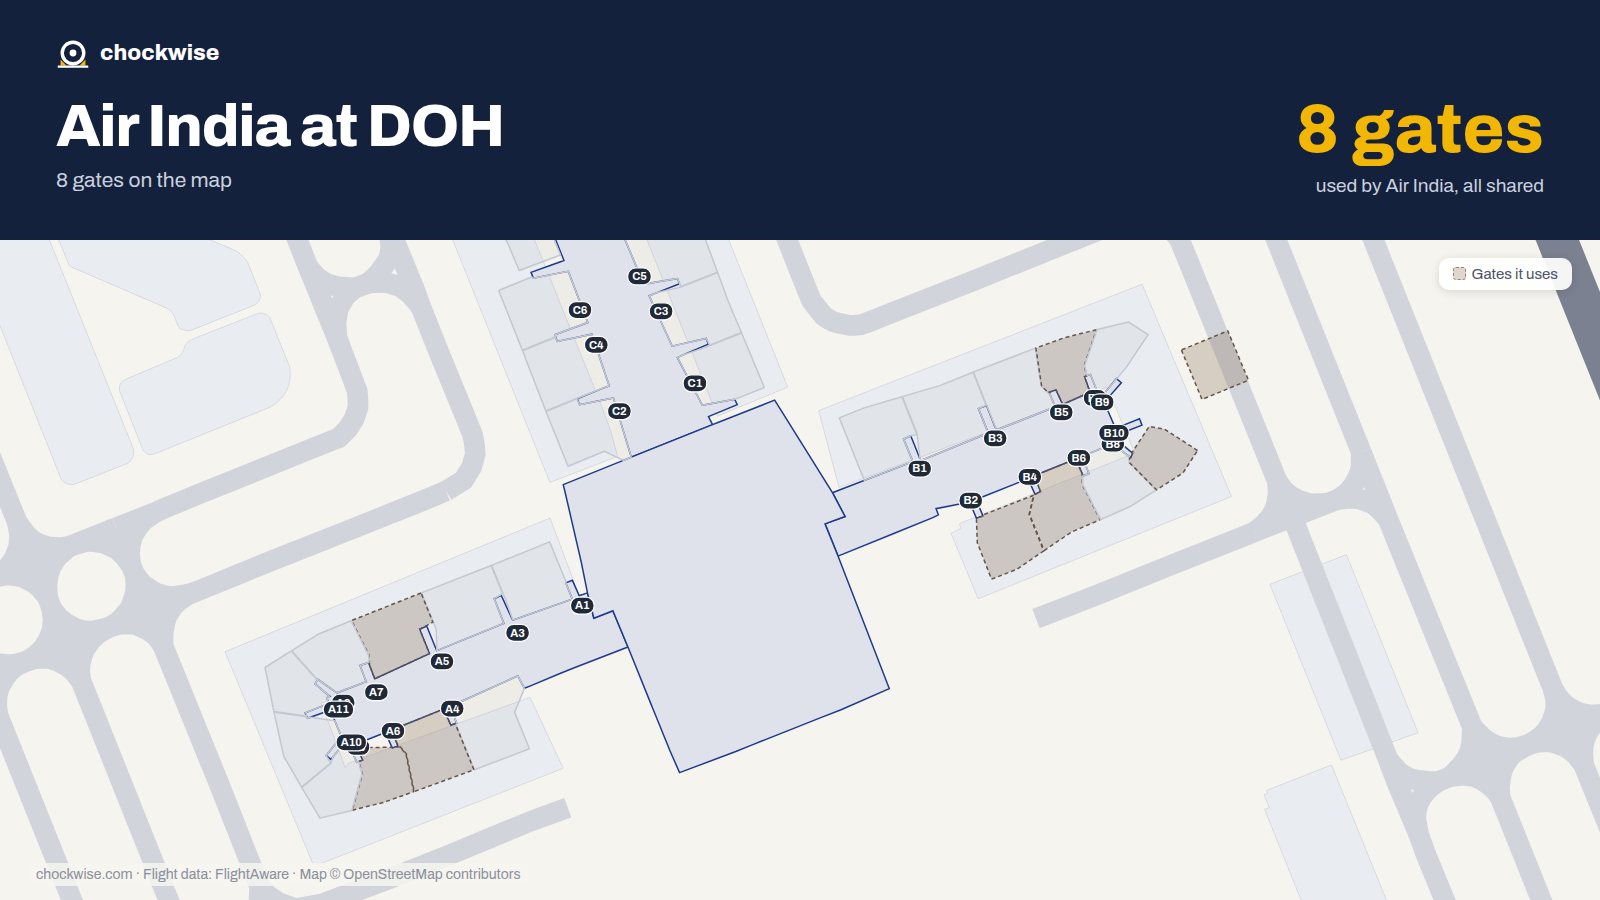 chockwise
Air India at DOH
8 gates on the map
8 gates
used by Air India, all shared
Gates it uses
C5
C6
C3
C4
C1
C2
B9
B5
B10
B8
B3
B6
B1
B4
B2
A1
A3
A5
A7
A11
A4
A6
A10
chockwise.com · Flight data: FlightAware · Map © OpenStreetMap contributors